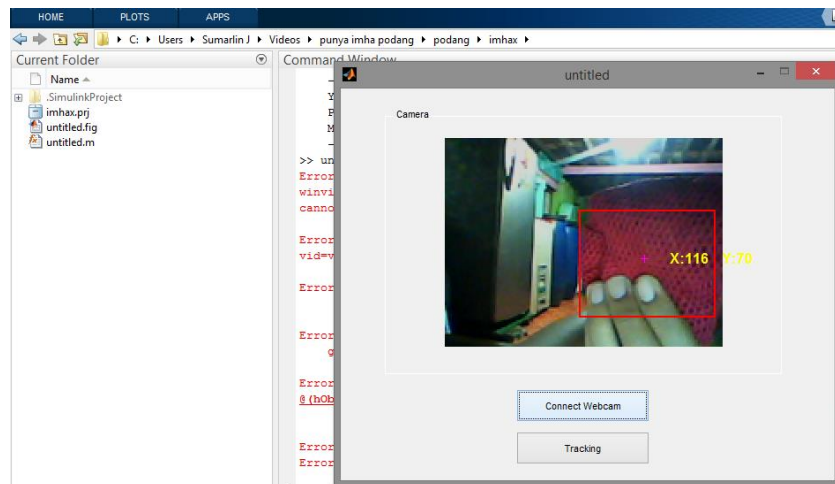 HOME PLOTS APPS
C: Users Sumarlin J Videos punya imha podang podang imhax
Current Folder
Name
.SimulinkProject
imhax.prj
untitled.fig
untitled.m
Command Window
>> un
Error
winvi
canno
Error
vid=v
Error
Error
g
Error
@(hOb
Error
Error
untitled
Camera
X:116 Y:70
Connect Webcam
Tracking